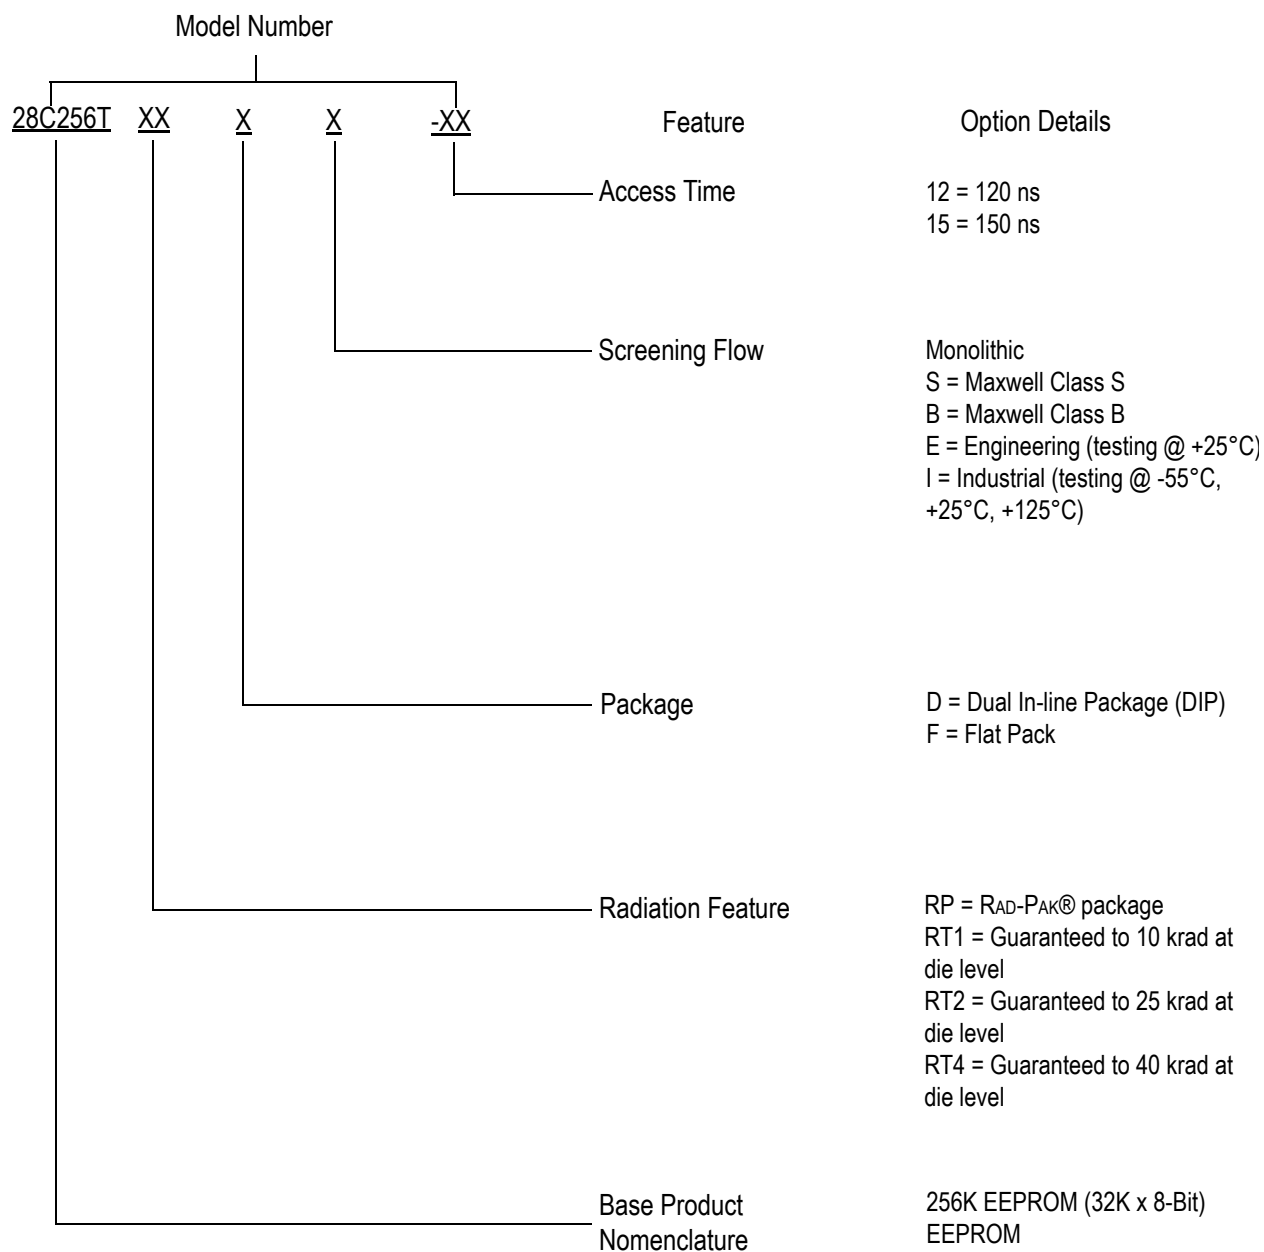 Model Number
28C256T XX X X -XX
Feature
Option Details
Access Time
12 = 120 ns
15 = 150 ns
Screening Flow
Monolithic
S = Maxwell Class S
B = Maxwell Class B
E = Engineering (testing @ +25°C)
I = Industrial (testing @ -55°C,
+25°C, +125°C)
Package
D = Dual In-line Package (DIP)
F = Flat Pack
Radiation Feature
RP = RAD-PAK® package
RT1 = Guaranteed to 10 krad at
die level
RT2 = Guaranteed to 25 krad at
die level
RT4 = Guaranteed to 40 krad at
die level
Base Product
Nomenclature
256K EEPROM (32K x 8-Bit)
EEPROM